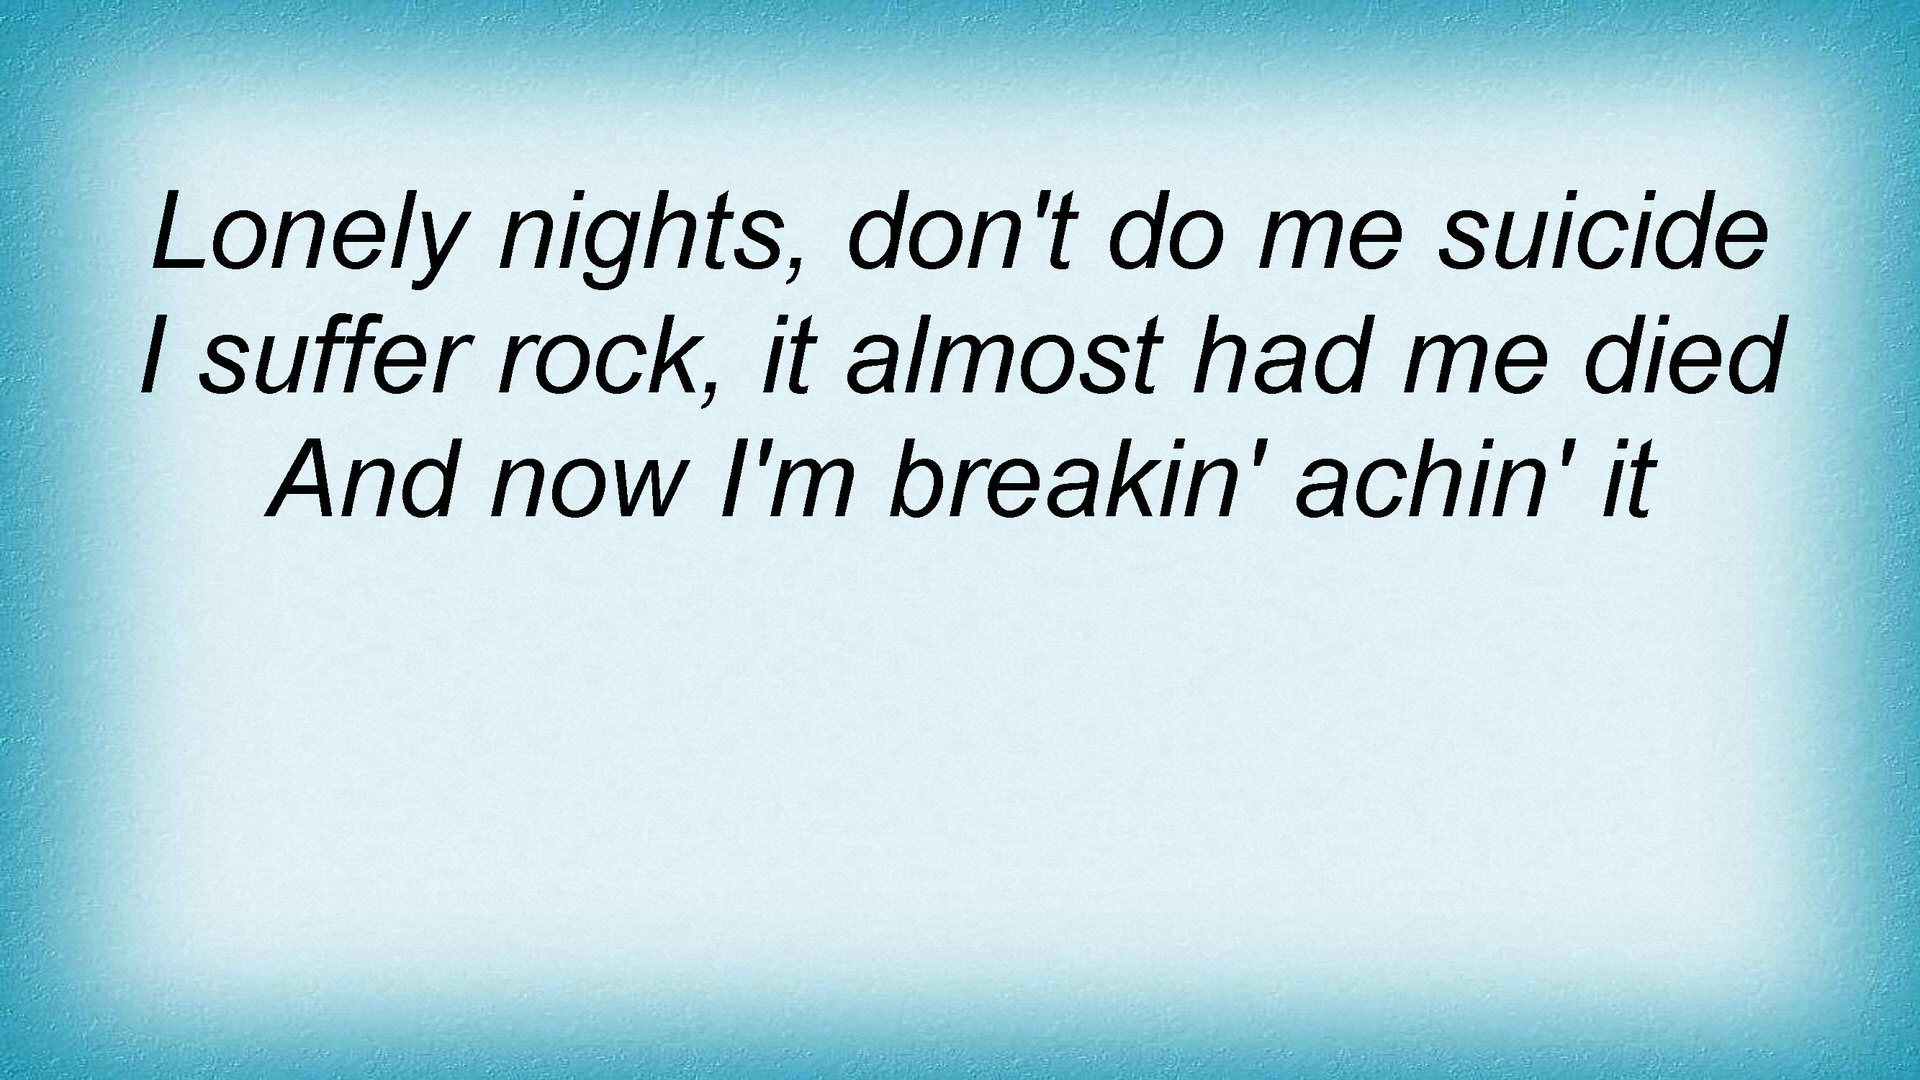 Lonely nights, don't do me suicide
I suffer rock, it almost had me died
And now I'm breakin' achin' it